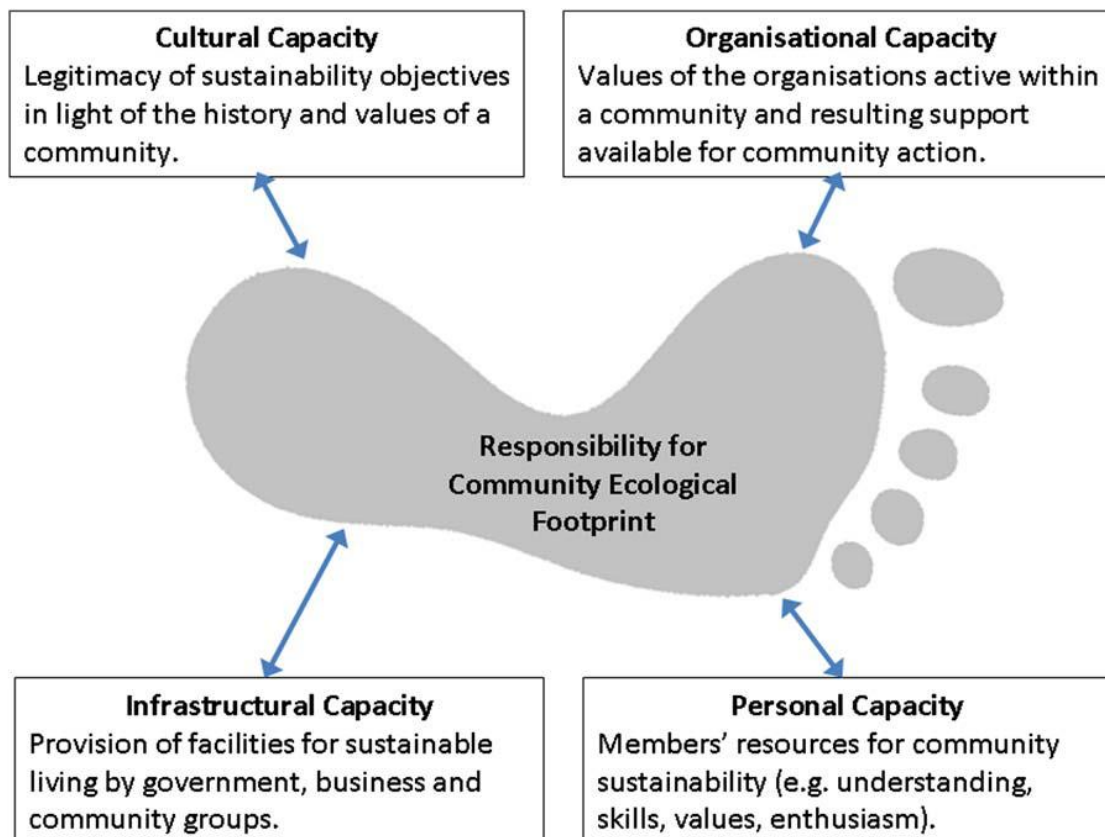 Cultural Capacity
Legitimacy of sustainability objectives
in light of the history and values of a
community.
Organisational Capacity
Values of the organisations active within
a community and resulting support
available for community action.
Responsibility for
Community Ecological
Footprint
Infrastructural Capacity
Provision of facilities for sustainable
living by government, business and
community groups.
Personal Capacity
Members’ resources for community
sustainability (e.g. understanding,
skills, values, enthusiasm).